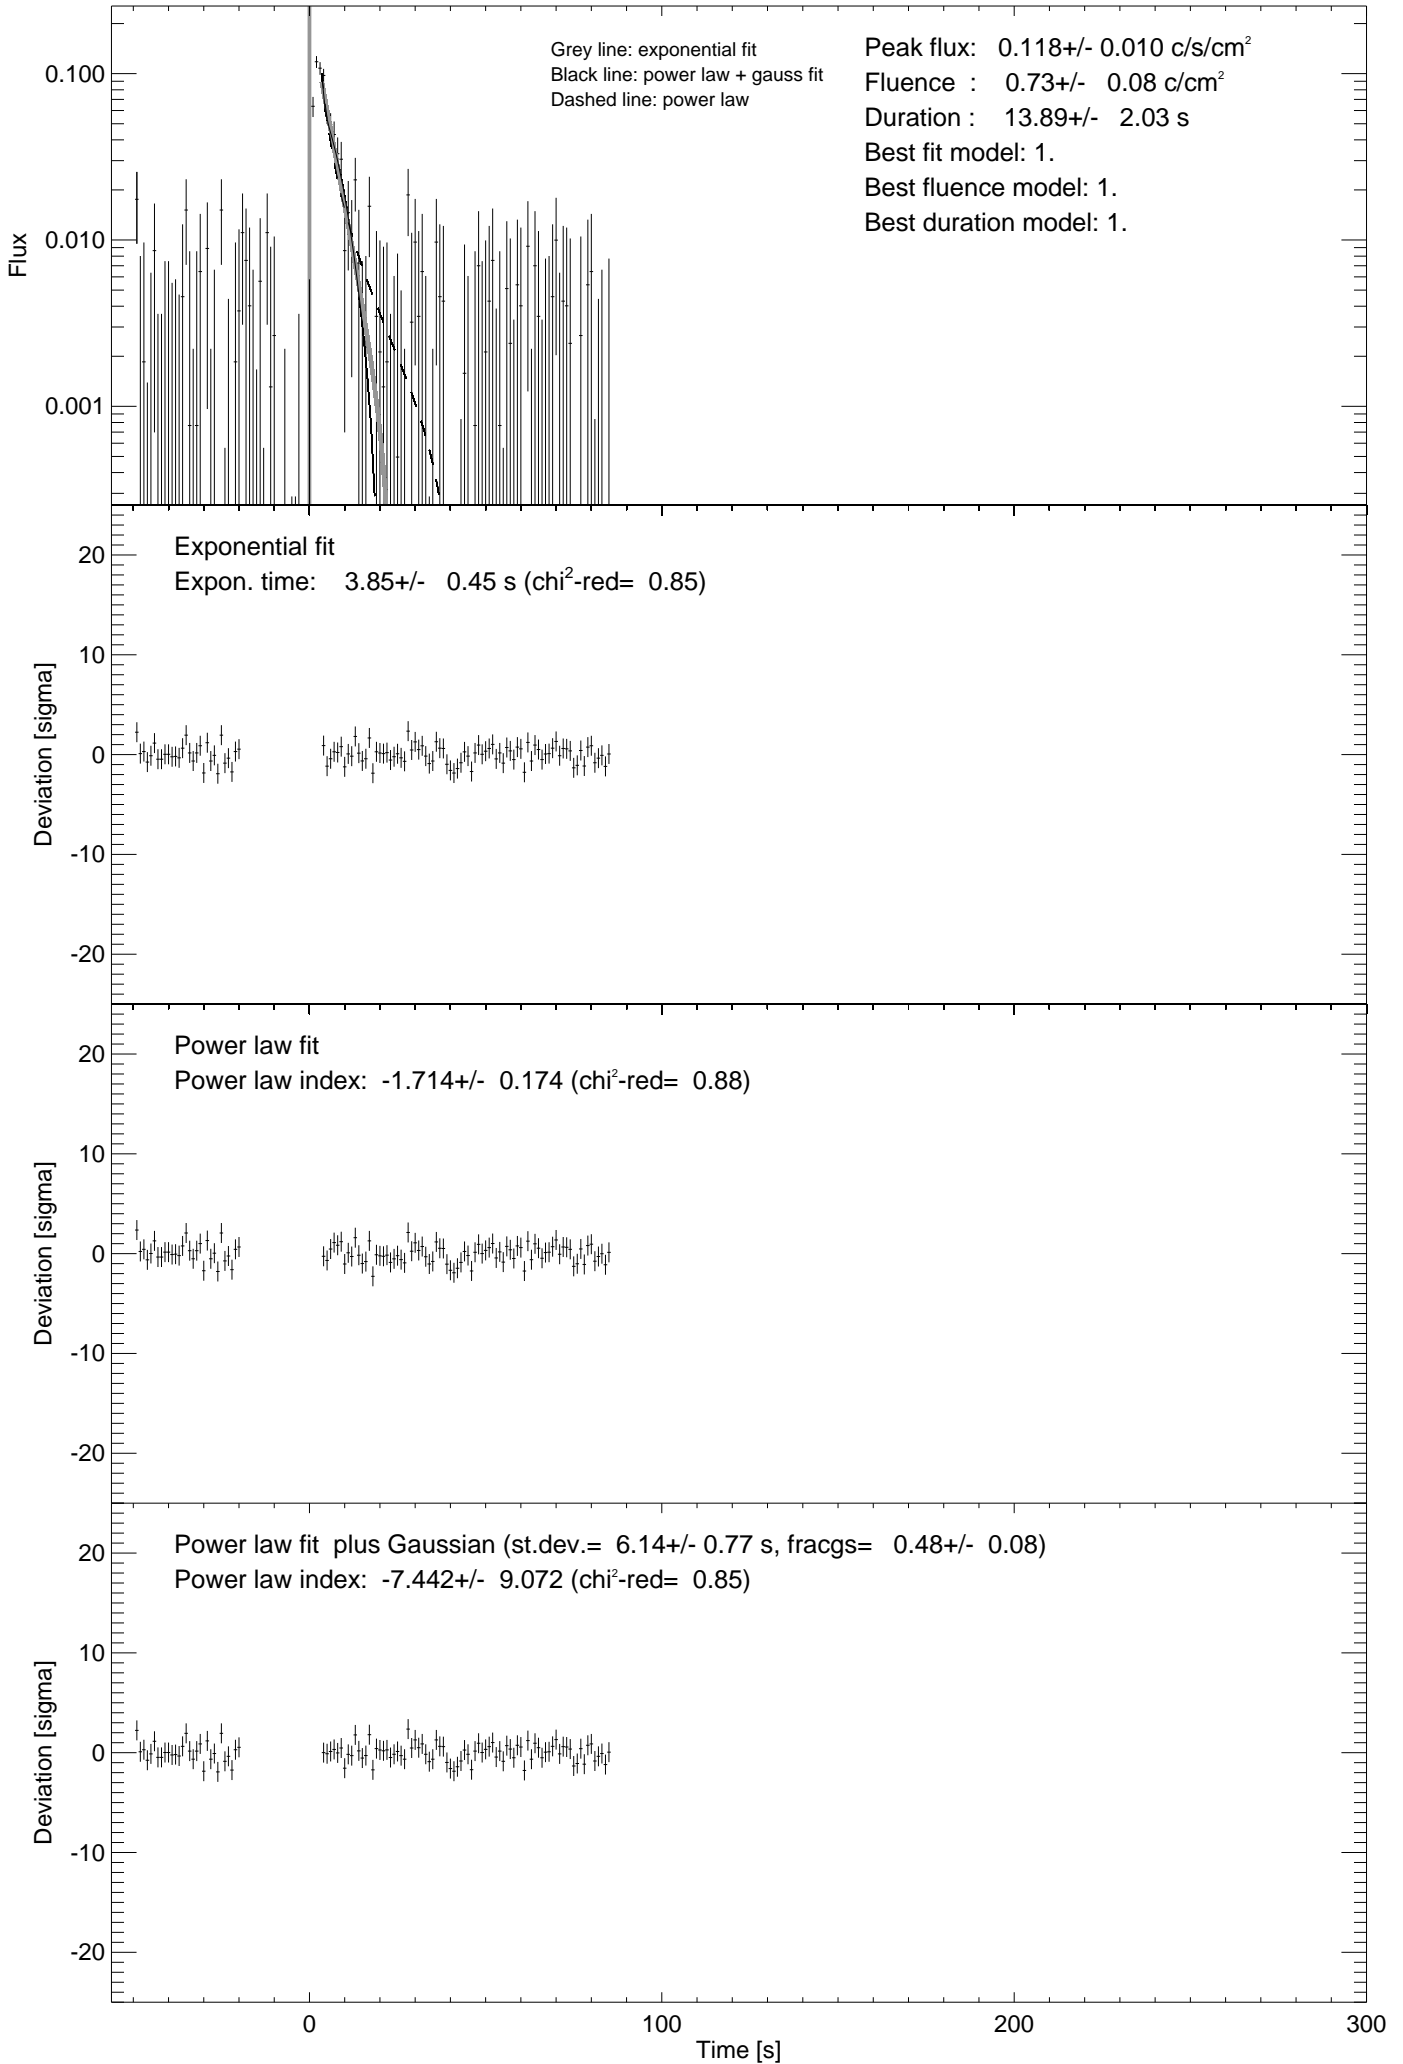 Grey line: exponential fit
Black line: power law + gauss fit
Dashed line: power law
Peak flux: 0.118+/- 0.010 c/s/cm²
Fluence : 0.73+/- 0.08 c/cm²
Duration : 13.89+/- 2.03 s
Best fit model: 1.
Best fluence model: 1.
Best duration model: 1.
0.100
0.010
0.001
Flux
Exponential fit
Expon. time: 3.85+/- 0.45 s (chi²-red= 0.85)
20
10
0
-10
-20
Deviation [sigma]
Power law fit
Power law index: -1.714+/- 0.174 (chi²-red= 0.88)
20
10
0
-10
-20
Deviation [sigma]
Power law fit plus Gaussian (st.dev.= 6.14+/- 0.77 s, fracgs= 0.48+/- 0.08)
Power law index: -7.442+/- 9.072 (chi²-red= 0.85)
20
10
0
-10
-20
Deviation [sigma]
0 100 200 300
Time [s]